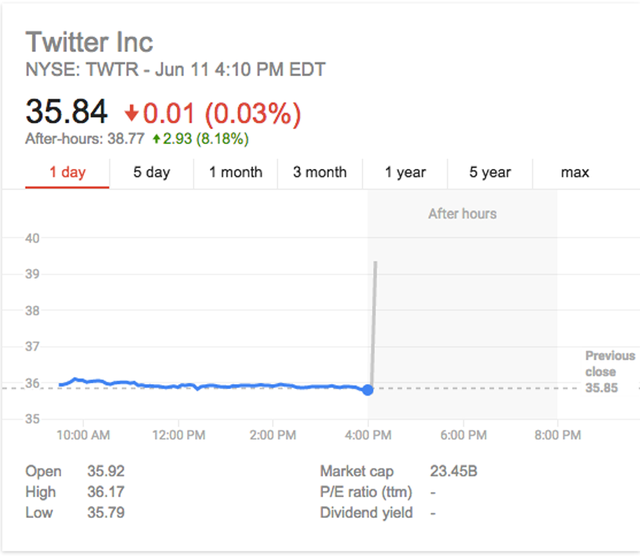 Twitter Inc
NYSE: TWTR - Jun 11 4:10 PM EDT
35.84 ↓0.01 (0.03%)
After-hours: 38.77 ↑2.93 (8.18%)
1 day 5 day 1 month 3 month 1 year 5 year max
After hours
40
39
38
37
36
35
Previous
close
35.85
10:00 AM 12:00 PM 2:00 PM 4:00 PM 6:00 PM 8:00 PM
Open 35.92 Market cap 23.45B
High 36.17 P/E ratio (ttm) -
Low 35.79 Dividend yield -